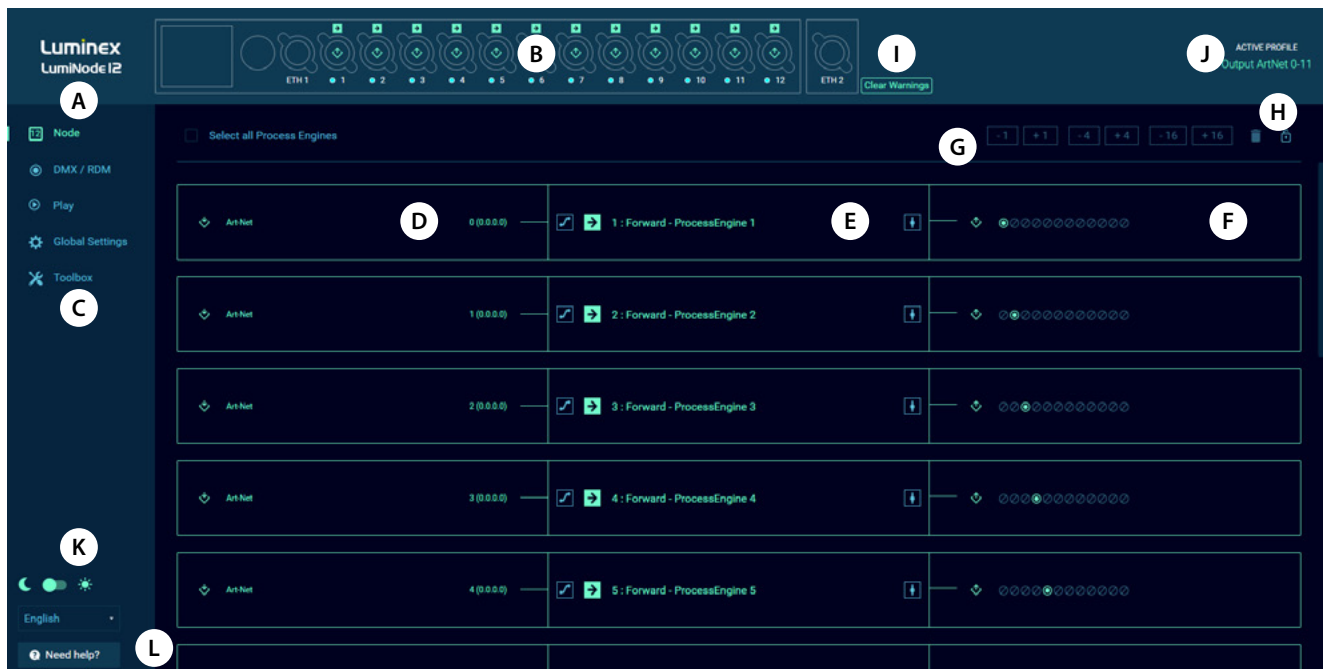 Luminex
LumiNode 12
A
ETH 1
1
2
3
4
5
B
6
7
8
9
10
11
12
ETH 2
I
Clear Warnings
J
ACTIVE PROFILE
Output ArtNet 0-11
12 Node
DMX / RDM
Play
Global Settings
Toolbox
C
Select all Process Engines
G
- 1
+ 1
- 4
+ 4
- 16
+ 16
H
Art-Net
D
0 (0.0.0.0)
1 : Forward - ProcessEngine 1
E
F
Art-Net
1 (0.0.0.0)
2 : Forward - ProcessEngine 2
Art-Net
2 (0.0.0.0)
3 : Forward - ProcessEngine 3
Art-Net
3 (0.0.0.0)
4 : Forward - ProcessEngine 4
Art-Net
4 (0.0.0.0)
5 : Forward - ProcessEngine 5
K
English
Need help?
L